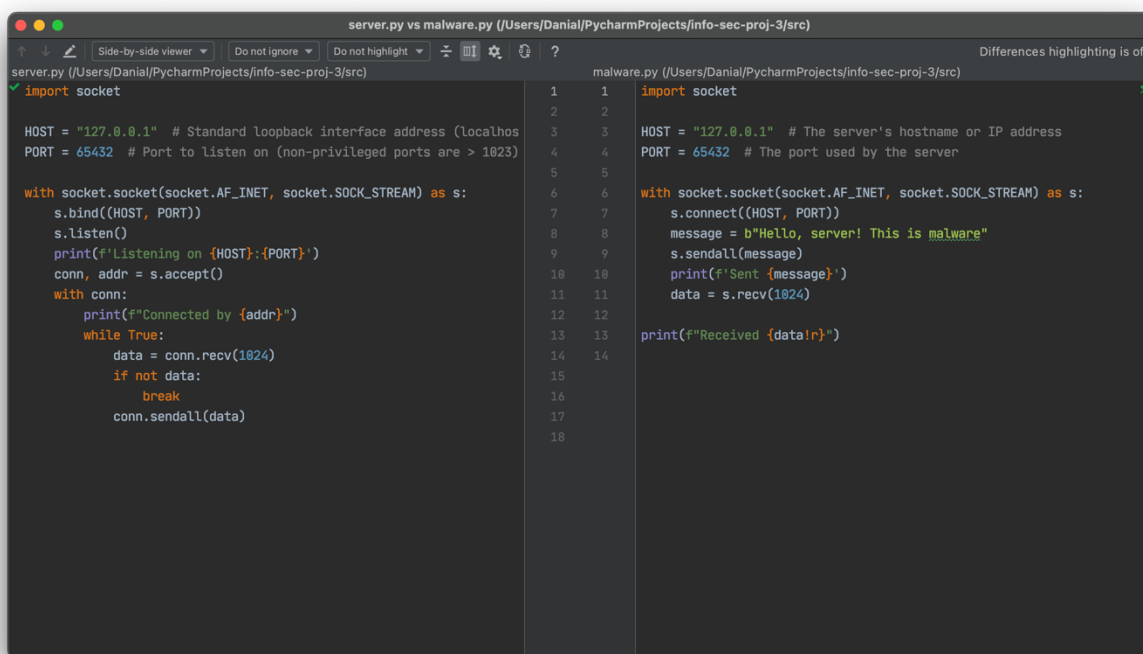 server.py vs malware.py (/Users/Danial/PycharmProjects/info-sec-proj-3/src)
Side-by-side viewer Do not ignore Do not highlight ? Differences highlighting is of
server.py (/Users/Danial/PycharmProjects/info-sec-proj-3/src) malware.py (/Users/Danial/PycharmProjects/info-sec-proj-3/src)
import socket

HOST = "127.0.0.1"  # Standard loopback interface address (localhos
PORT = 65432  # Port to listen on (non-privileged ports are > 1023)

with socket.socket(socket.AF_INET, socket.SOCK_STREAM) as s:
    s.bind((HOST, PORT))
    s.listen()
    print(f'Listening on {HOST}:{PORT}')
    conn, addr = s.accept()
    with conn:
        print(f"Connected by {addr}")
        while True:
            data = conn.recv(1024)
            if not data:
                break
            conn.sendall(data)
1 1
2 2
3 3
4 4
5 5
6 6
7 7
8 8
9 9
10 10
11 11
12 12
13 13
14 14
15
16
17
18
import socket

HOST = "127.0.0.1"  # The server's hostname or IP address
PORT = 65432  # The port used by the server

with socket.socket(socket.AF_INET, socket.SOCK_STREAM) as s:
    s.connect((HOST, PORT))
    message = b"Hello, server! This is malware"
    s.sendall(message)
    print(f'Sent {message}')
    data = s.recv(1024)

print(f"Received {data!r}")